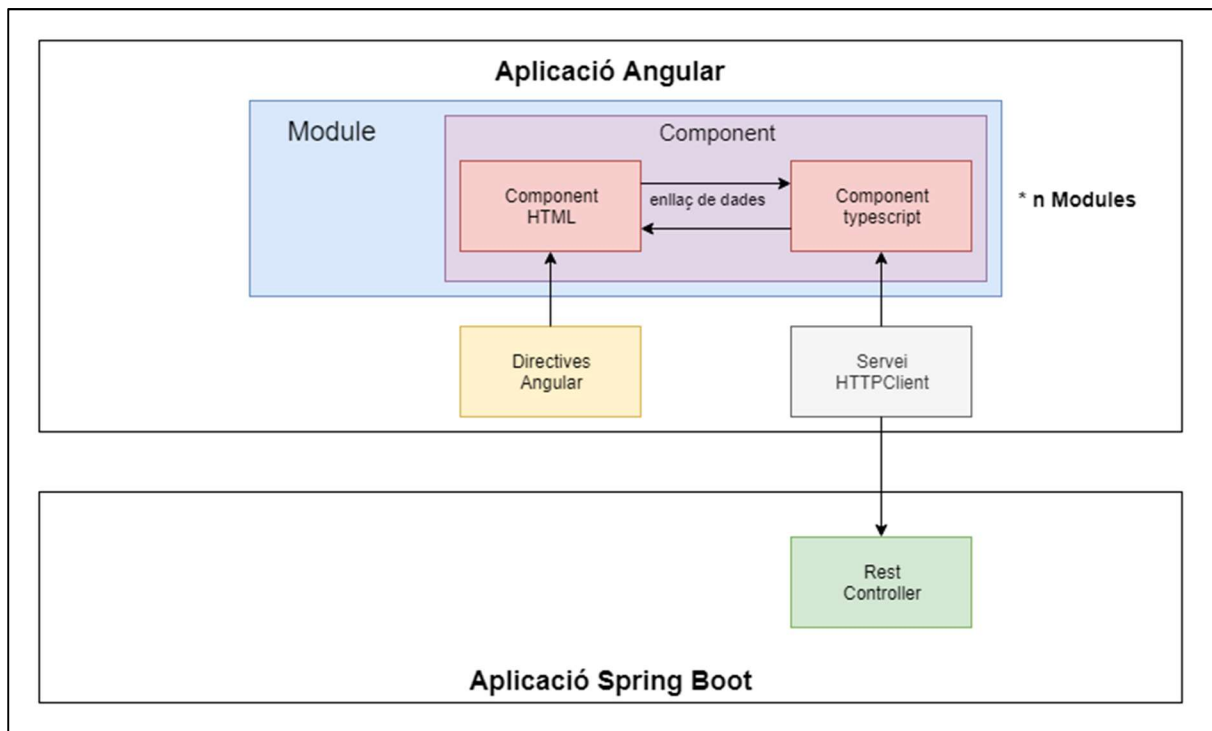 Aplicació Angular
Module
Component
Component
HTML
enllaç de dades
Component
typescript
* n Modules
Directives
Angular
Servei
HTTPClient
Rest
Controller
Aplicació Spring Boot